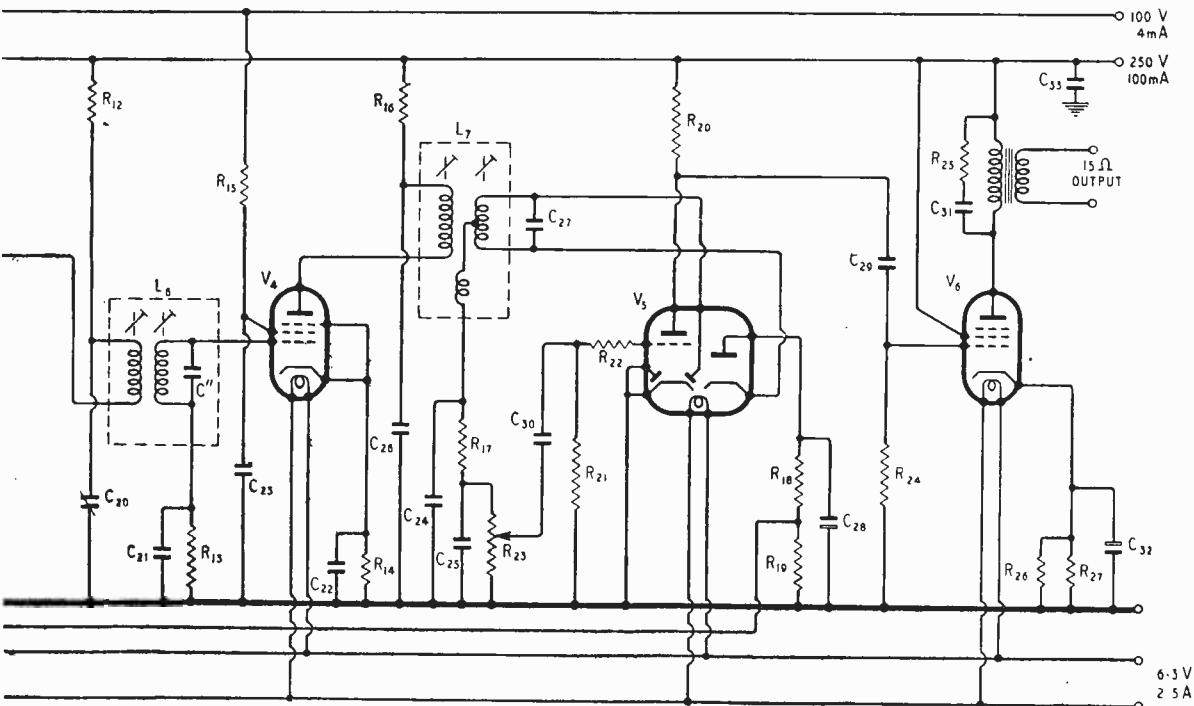 100 V
4mA
250 V
100mA
C33
R12
R16
L7
R20
R25
15Ω
OUTPUT
R15
C31
C27
C29
V4
V5
V6
L6
R22
C"
C30
C26
R17
R21
R18
R24
C20
C23
C24
C28
C21
R13
C25
R23
C32
C22
R14
R19
R26
R27
6·3 V
2 5 A